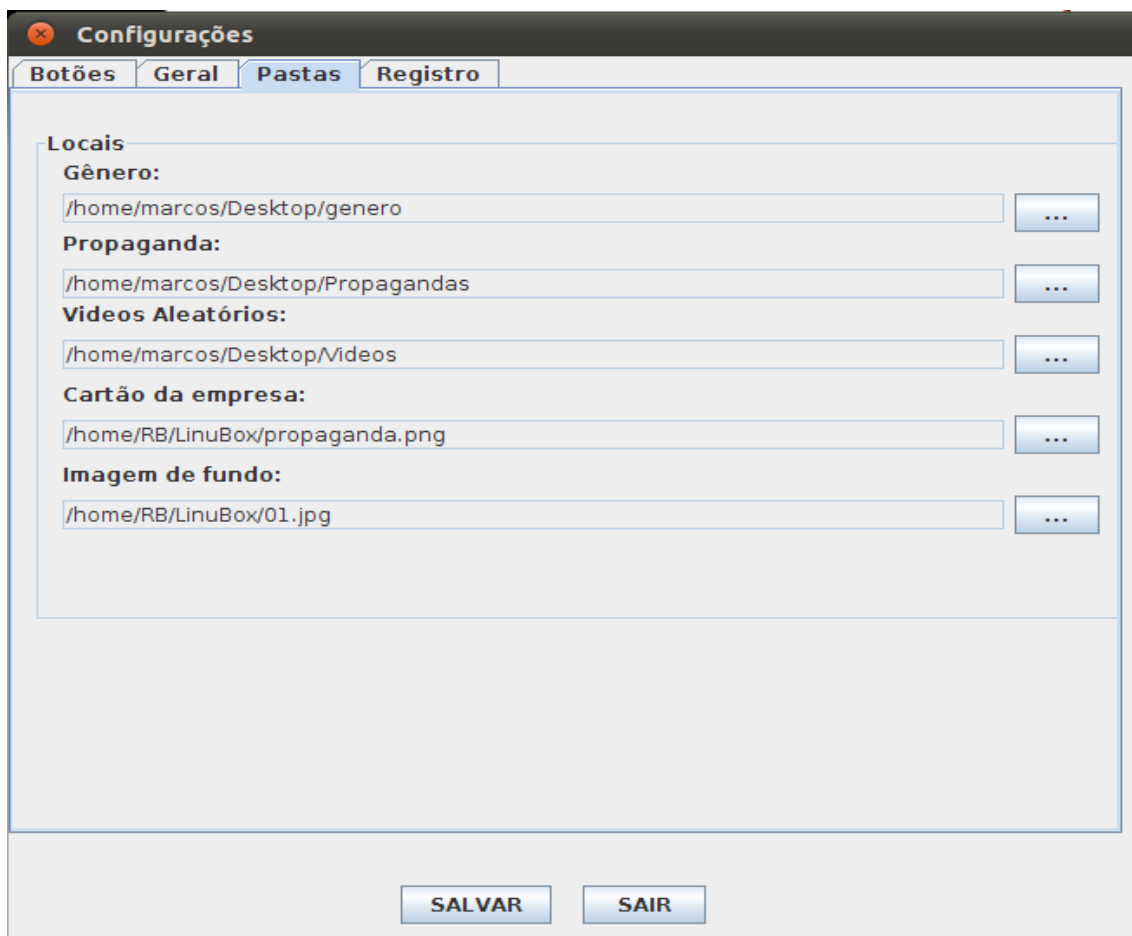 Configurações
Botões Geral Pastas Registro
Locais
Gênero:
/home/marcos/Desktop/genero
...
Propaganda:
/home/marcos/Desktop/Propagandas
...
Videos Aleatórios:
/home/marcos/Desktop/Videos
...
Cartão da empresa:
/home/RB/LinuBox/propaganda.png
...
Imagem de fundo:
/home/RB/LinuBox/01.jpg
...
SALVAR SAIR